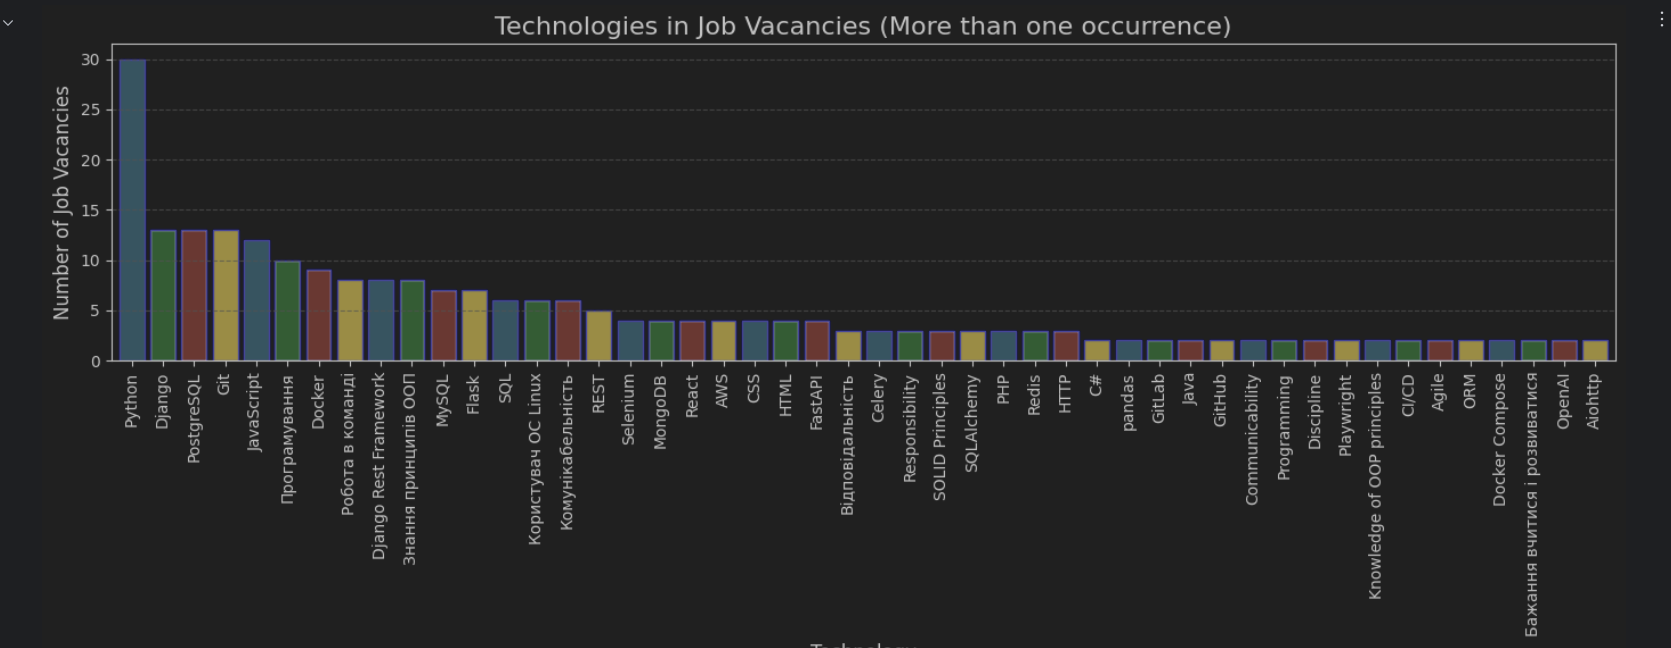 Technologies in Job Vacancies (More than one occurrence)
Number of Job Vacancies
30
25
20
15
10
5
0
Python
Django
PostgreSQL
Git
JavaScript
Програмування
Docker
Робота в команді
Django Rest Framework
Знання принципів ООП
MySQL
Flask
SQL
Користувач ОС Linux
Комунікабельність
REST
Selenium
MongoDB
React
AWS
CSS
HTML
FastAPI
Відповідальність
Celery
Responsibility
SOLID Principles
SQLAlchemy
PHP
Redis
HTTP
C#
pandas
GitLab
Java
GitHub
Communicability
Programming
Discipline
Playwright
Knowledge of OOP principles
CI/CD
Agile
ORM
Docker Compose
Бажання вчитися і розвиватися
OpenAI
Aiohttp